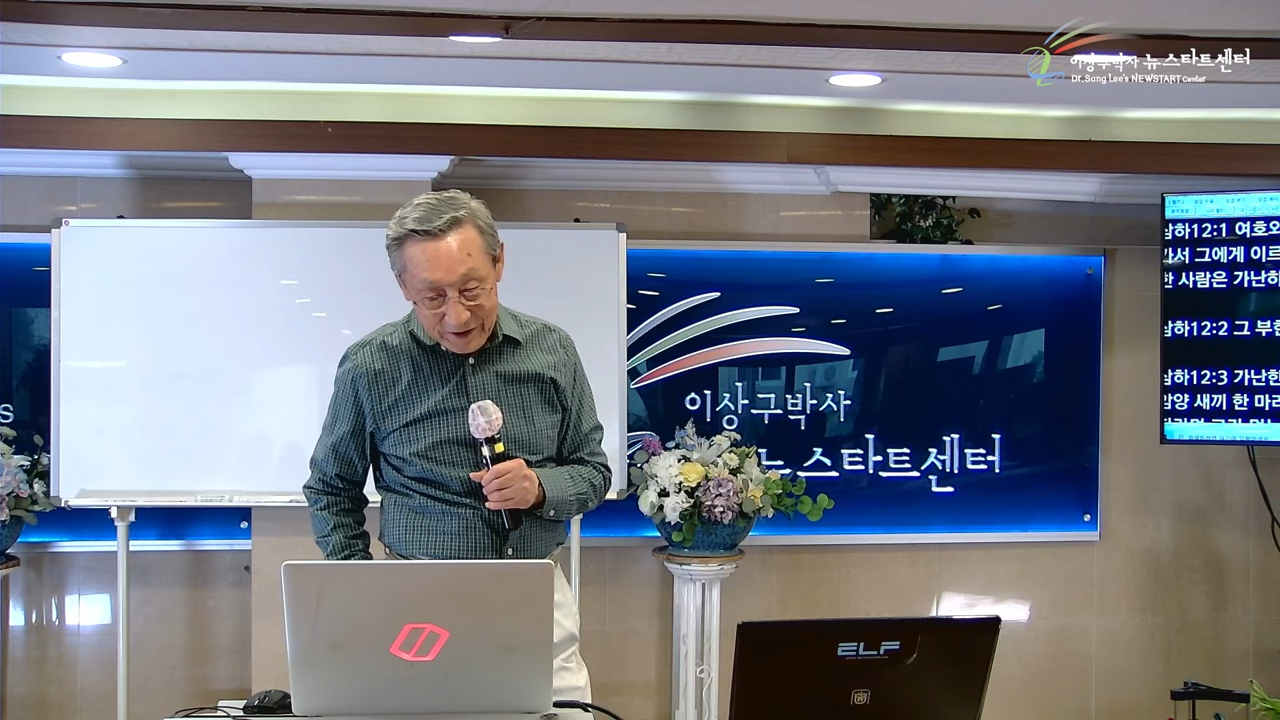 이상구박사 뉴스타트센터
Dr.Sang Lee's NEWSTART Center
삼하12:1 여호와
가서 그에게 이르
한 사람은 가난하
삼하12:2 그 부한
삼하12:3 가난한
암양 새끼 한 마리
이상구박사
뉴스타트센터
S
ELF